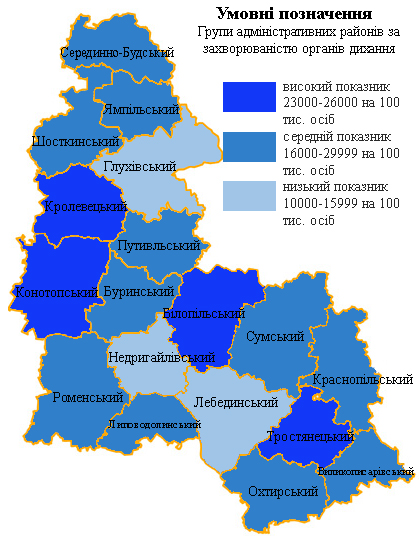 Умовні позначення
Групи адміністративних районів за
захворюваністю органів дихання
високий показник
23000-26000 на 100
тис. осіб
середній показник
16000-29999 на 100
тис. осіб
низький показник
10000-15999 на 100
тис. осіб
Серединно-Будський
Ямпільський
Шосткинський
Глухівський
Кролевецький
Путивльський
Конотопський
Буринський
Білопільський
Сумський
Недригайлівський
Краснопільський
Роменський
Лебединський
Липоводолинський
Тростянецький
Великописарівський
Охтирський